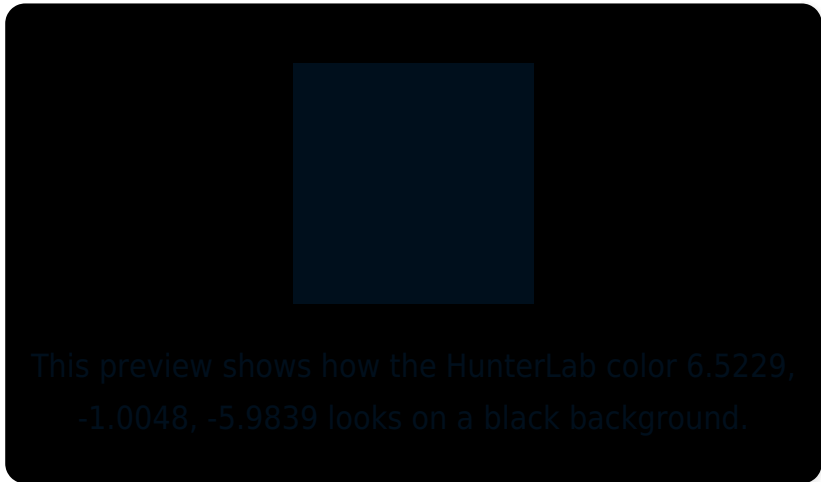 This preview shows how the HunterLab color 6.5229,
-1.0048, -5.9839 looks on a black background.